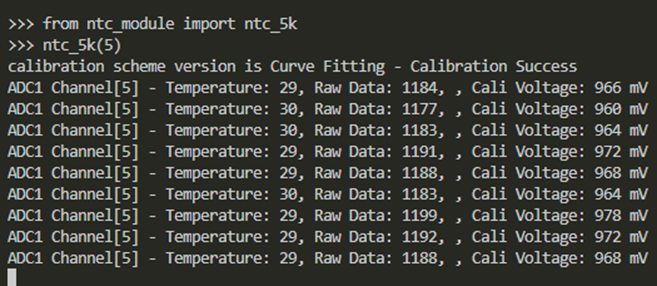 >>> from ntc_module import ntc_5k
>>> ntc_5k(5)
calibration scheme version is Curve Fitting - Calibration Success
ADC1 Channel[5] - Temperature: 29, Raw Data: 1184, , Cali Voltage: 966 mV
ADC1 Channel[5] - Temperature: 30, Raw Data: 1177, , Cali Voltage: 960 mV
ADC1 Channel[5] - Temperature: 30, Raw Data: 1183, , Cali Voltage: 964 mV
ADC1 Channel[5] - Temperature: 29, Raw Data: 1191, , Cali Voltage: 972 mV
ADC1 Channel[5] - Temperature: 29, Raw Data: 1188, , Cali Voltage: 968 mV
ADC1 Channel[5] - Temperature: 30, Raw Data: 1183, , Cali Voltage: 964 mV
ADC1 Channel[5] - Temperature: 29, Raw Data: 1199, , Cali Voltage: 978 mV
ADC1 Channel[5] - Temperature: 29, Raw Data: 1192, , Cali Voltage: 972 mV
ADC1 Channel[5] - Temperature: 29, Raw Data: 1188, , Cali Voltage: 968 mV